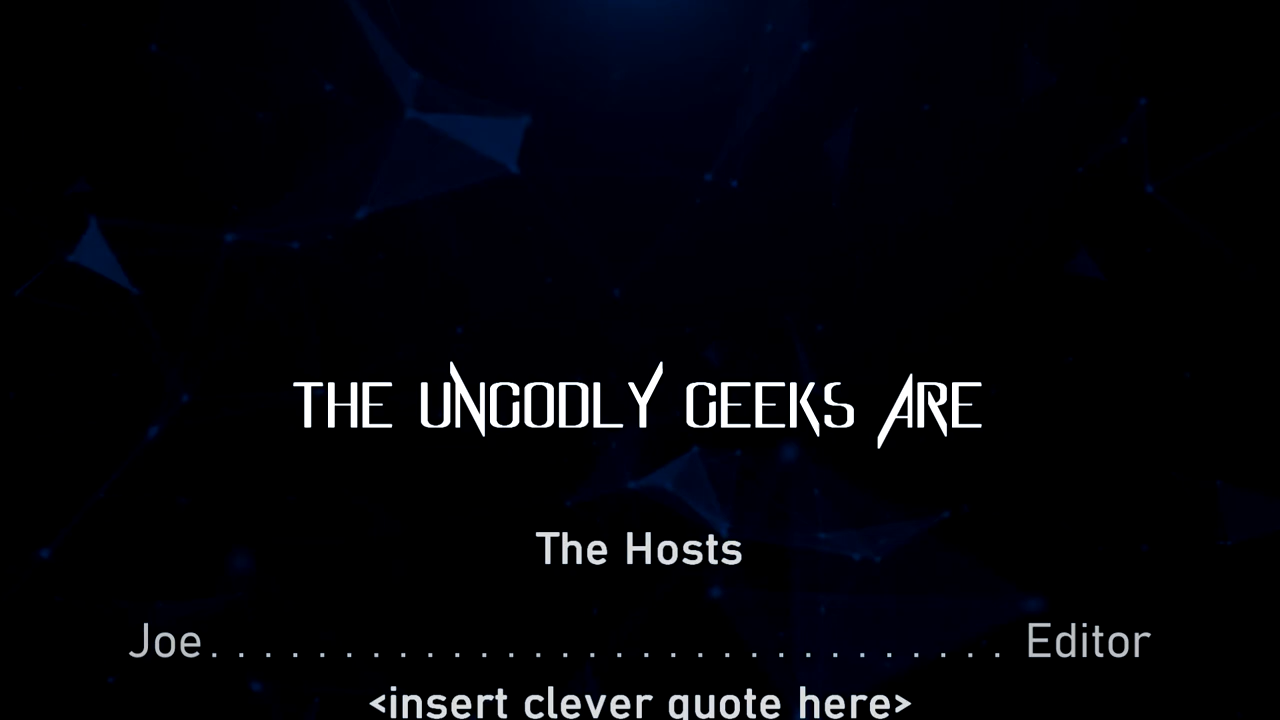 THE UNGODLY GEEKS ARE
The Hosts
Joe. . . . . . . . . . . . . . . . . . . . . . . . . . . . . . Editor
<insert clever quote here>